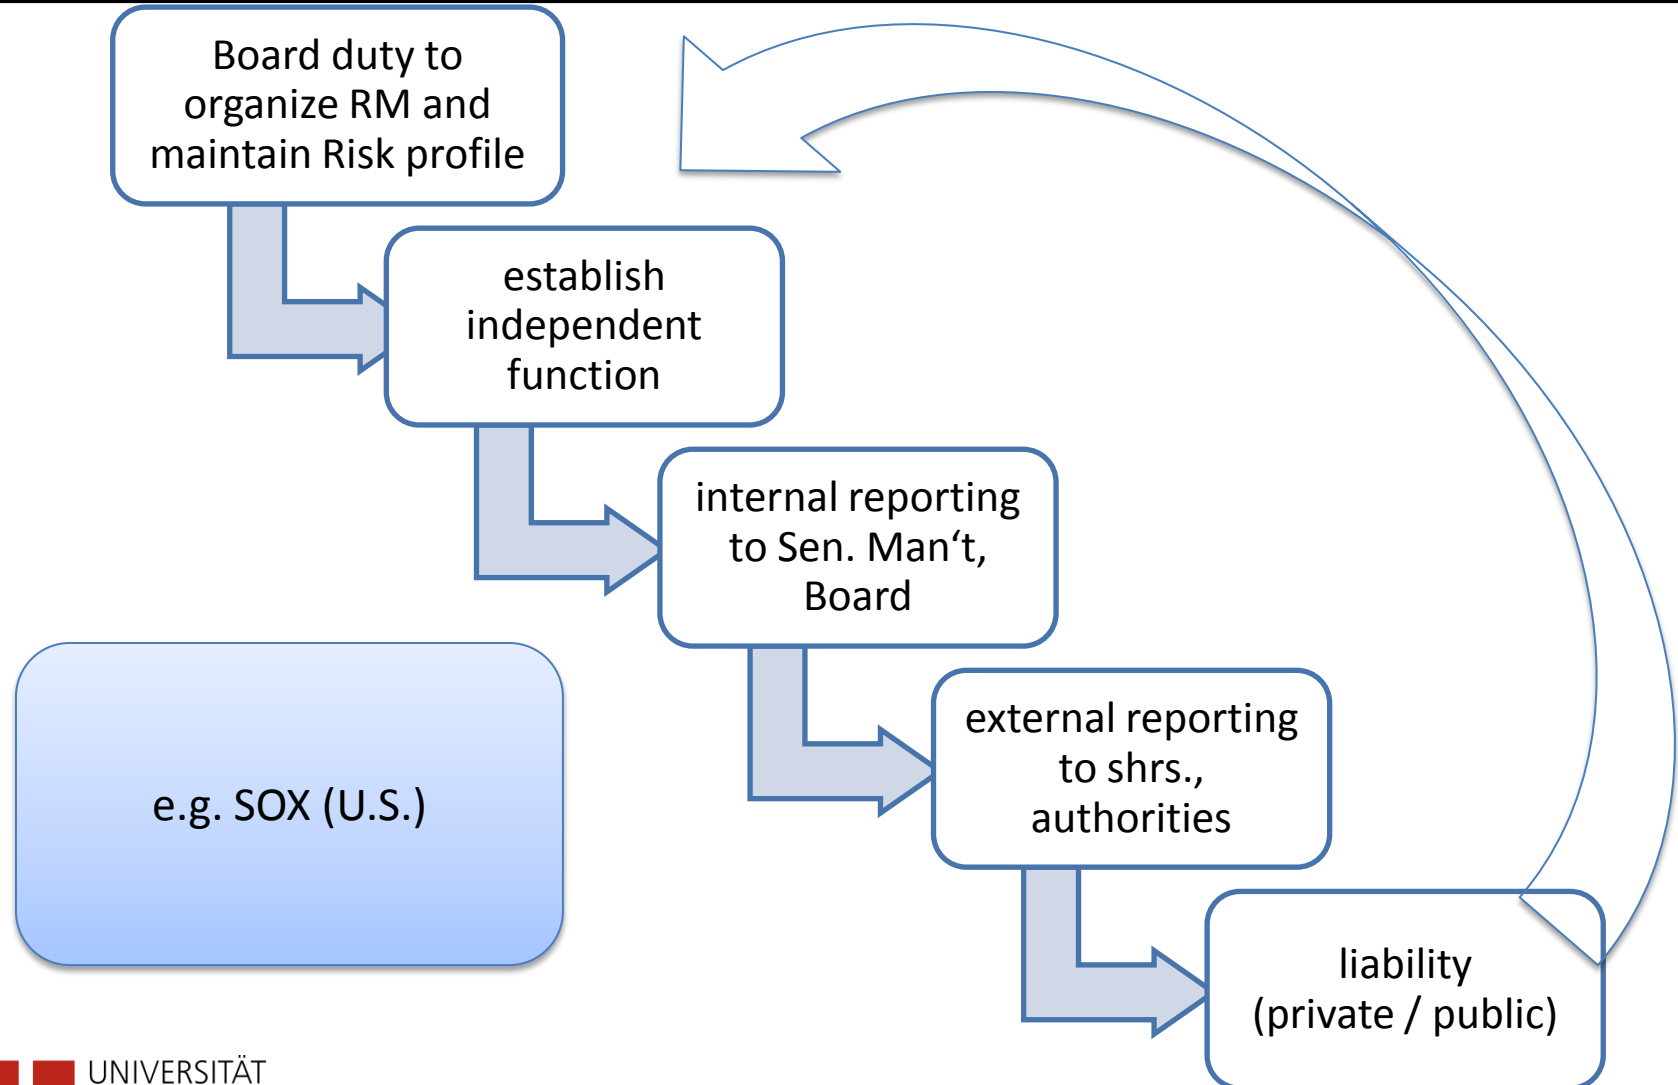 Board duty to
organize RM and
maintain Risk profile
establish
independent
function
internal reporting
to Sen. Man‘t,
Board
external reporting
to shrs.,
authorities
e.g. SOX (U.S.)
liability
(private / public)
UNIVERSITÄT